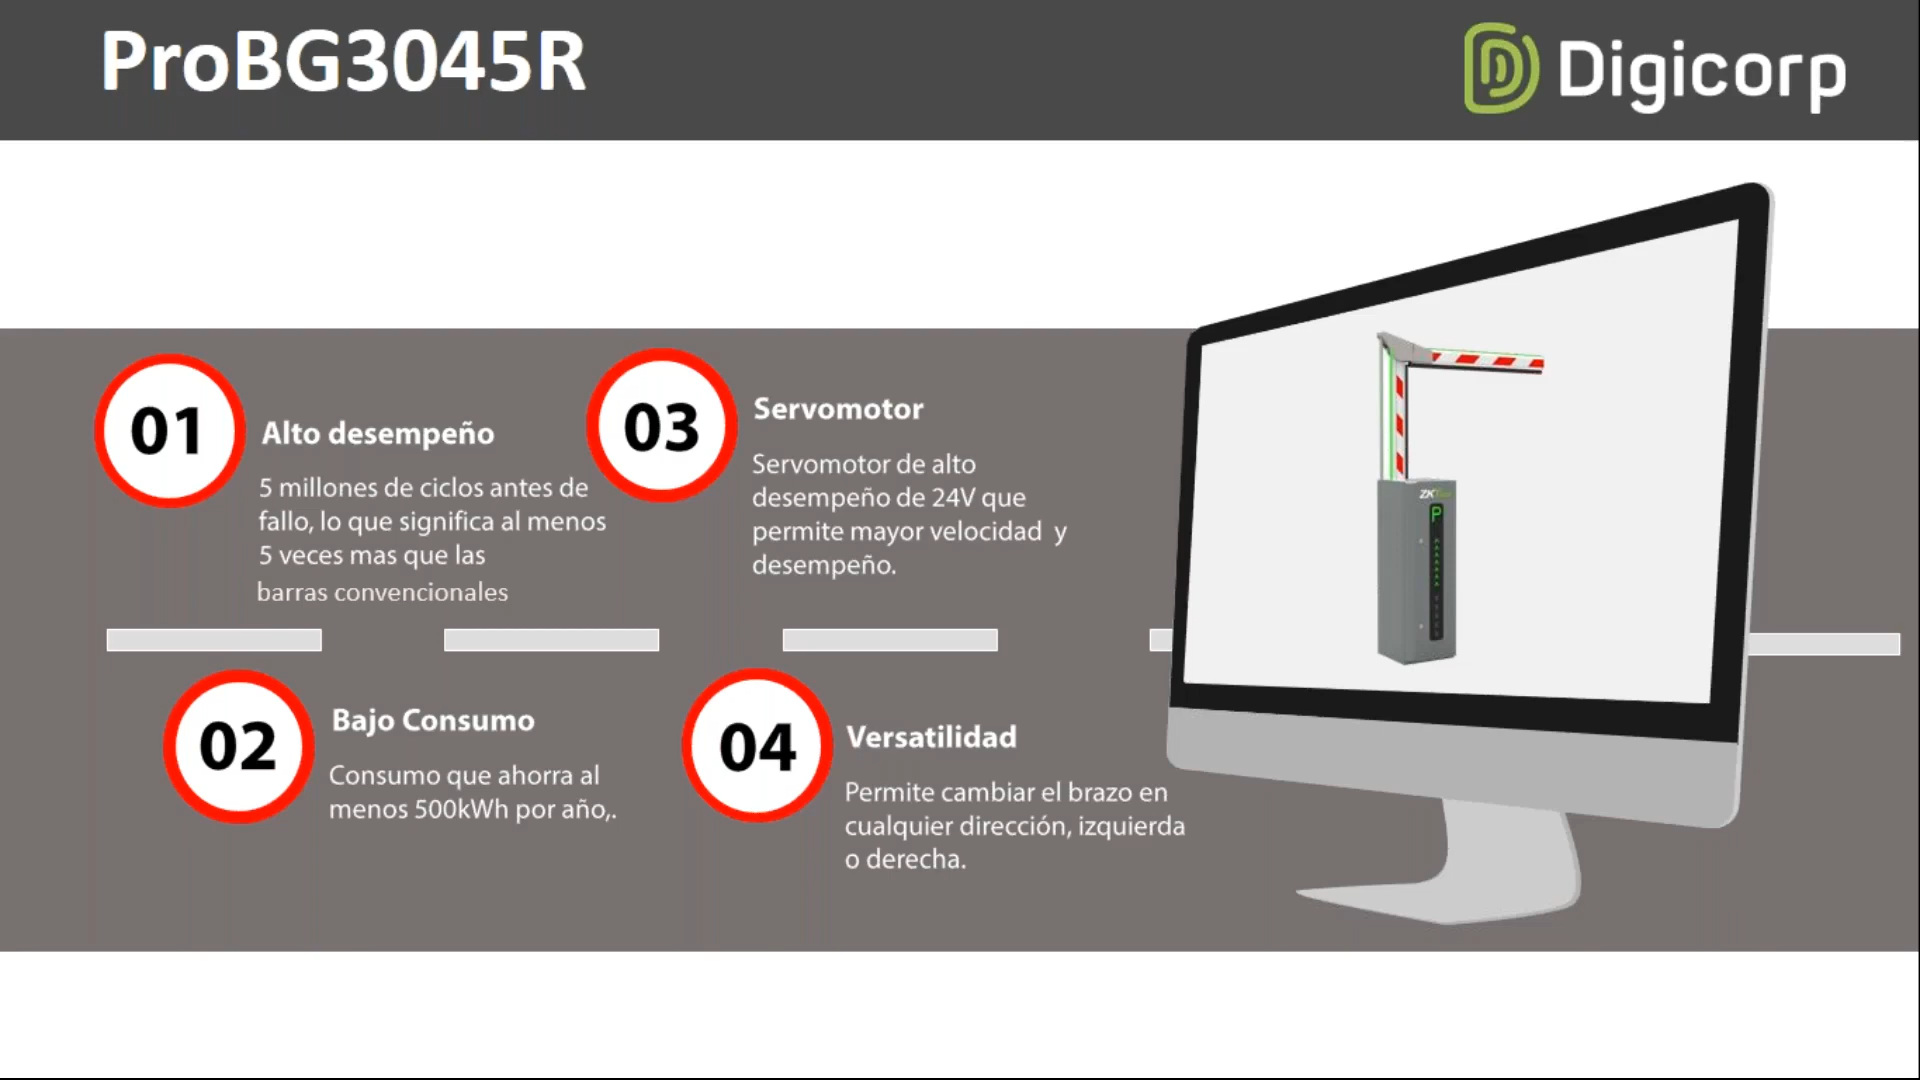 ProBG3045R
Digicorp
01
Alto desempeño
5 millones de ciclos antes de
fallo, lo que significa al menos
5 veces mas que las
barras convencionales
02
Bajo Consumo
Consumo que ahorra al
menos 500kWh por año,.
03
Servomotor
Servomotor de alto
desempeño de 24V que
permite mayor velocidad  y
desempeño.
04
Versatilidad
Permite cambiar el brazo en
cualquier dirección, izquierda
o derecha.
ZKTeco
P